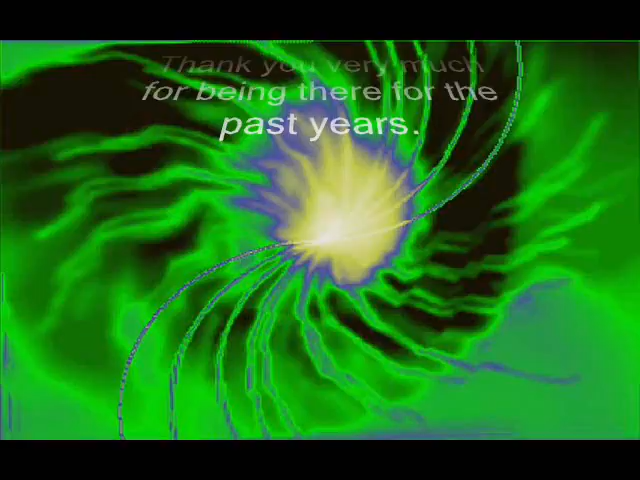 Thank you very much
for being there for the
past years.